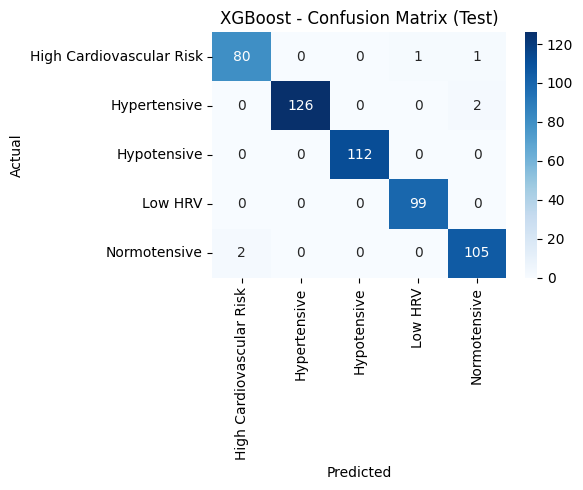 XGBoost - Confusion Matrix (Test)
High Cardiovascular Risk 80 0 0 1 1
Hypertensive 0 126 0 0 2
Hypotensive 0 0 112 0 0
Low HRV 0 0 0 99 0
Normotensive 2 0 0 0 105
Actual
120
100
80
60
40
20
0
High Cardiovascular Risk
Hypertensive
Hypotensive
Low HRV
Normotensive
Predicted